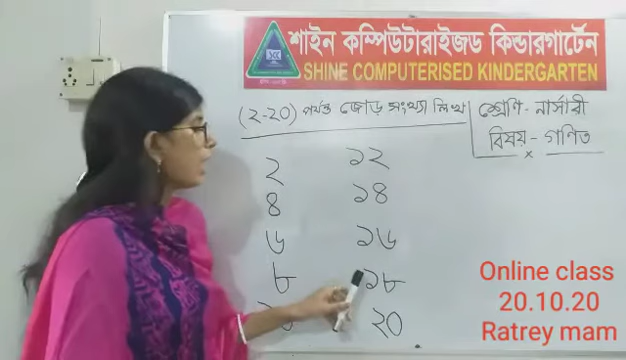 শাইন কম্পিউটারাইজড কিন্ডারগার্টেন
SHINE COMPUTERISED KINDERGARTEN
(২-২০) পর্যন্ত জোড় সংখ্যা লিখ
শ্রেণি - নার্সারী
বিষয় - গণিত
২ ১২
৪ ১৪
৬ ১৬
৮ ১৮
২০
Online class
20.10.20
Ratrey mam